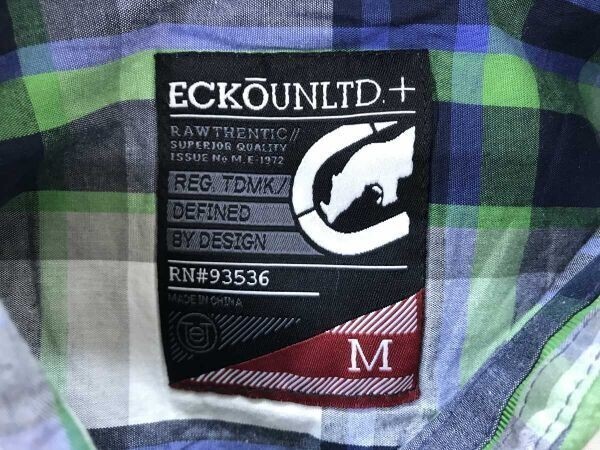 ECKŌUNLTD.+
RAWTHENTIC//
SUPERIOR QUALITY
ISSUE No M.E-1972
REG. TDMK/
DEFINED
BY DESIGN
RN#93536
MADE IN CHINA
M